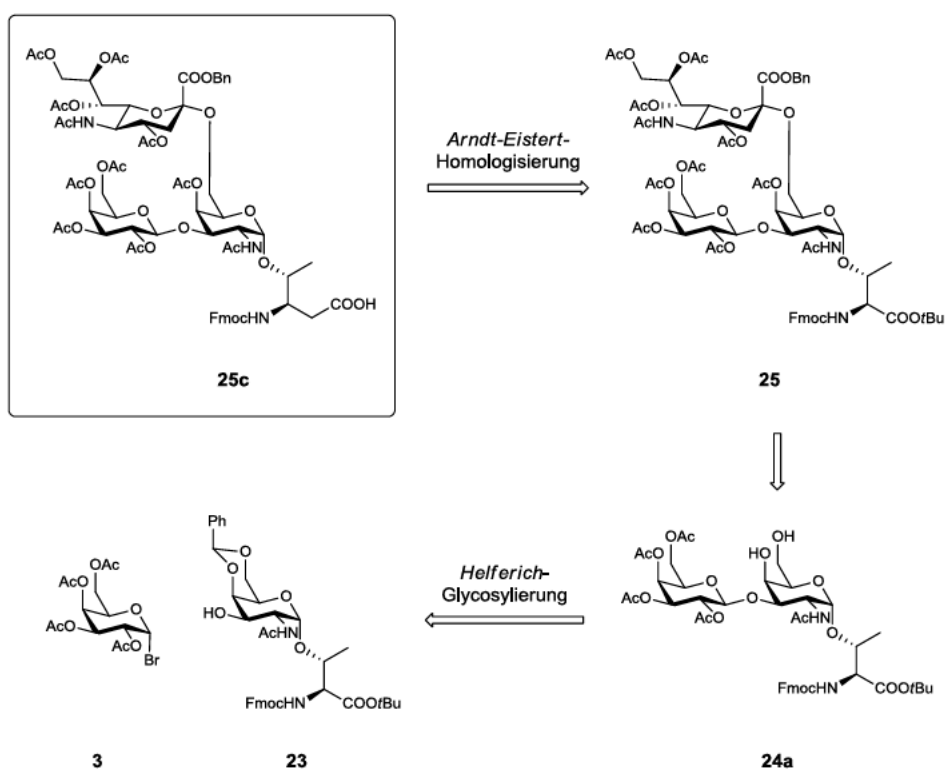 AcO
OAc
COOBn
AcO
O
O
AcHN
AcO
OAc
AcO
AcO
O
O
AcO
O
AcO
AcHN
O
COOH
FmocHN
25c
Arndt-Eistert-
Homologisierung
AcO
OAc
COOBn
AcO
O
O
AcHN
AcO
OAc
AcO
AcO
O
O
AcO
O
AcO
AcHN
O
FmocHN
COOtBu
25
OAc
AcO
O
AcO
AcO
Br
3
Ph
O
O
O
HO
AcHN
O
FmocHN
COOtBu
23
Helferich-
Glycosylierung
OAc
OH
AcO
HO
O
O
AcO
O
AcO
AcHN
O
FmocHN
COOtBu
24a